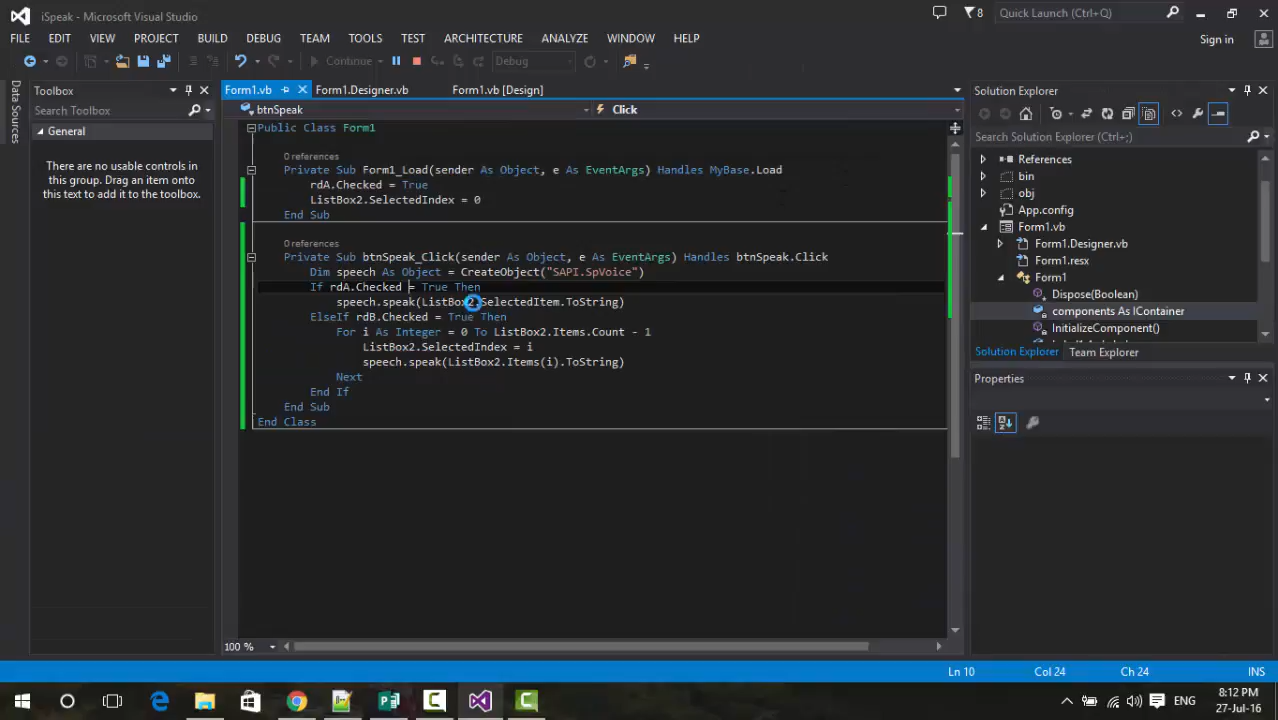 iSpeak - Microsoft Visual Studio
8
Quick Launch (Ctrl+Q)
FILE EDIT VIEW PROJECT BUILD DEBUG TEAM TOOLS TEST ARCHITECTURE ANALYZE WINDOW HELP
Sign in
Continue
Debug
Data Sources
Toolbox
Search Toolbox
General
There are no usable controls in
this group. Drag an item onto
this text to add it to the toolbox.
Form1.vb
Form1.Designer.vb
Form1.vb [Design]
btnSpeak
Click
Public Class Form1
0 references
Private Sub Form1_Load(sender As Object, e As EventArgs) Handles MyBase.Load
rdA.Checked = True
ListBox2.SelectedIndex = 0
End Sub
0 references
Private Sub btnSpeak_Click(sender As Object, e As EventArgs) Handles btnSpeak.Click
Dim speech As Object = CreateObject("SAPI.SpVoice")
If rdA.Checked = True Then
speech.speak(ListBox2.SelectedItem.ToString)
ElseIf rdB.Checked = True Then
For i As Integer = 0 To ListBox2.Items.Count - 1
ListBox2.SelectedIndex = i
speech.speak(ListBox2.Items(i).ToString)
Next
End If
End Sub
End Class
100 %
Solution Explorer
Search Solution Explorer (Ctrl+;)
References
bin
obj
App.config
Form1.vb
Form1.Designer.vb
Form1.resx
Form1
Dispose(Boolean)
components As IContainer
InitializeComponent()
Solution Explorer
Team Explorer
Properties
Ln 10
Col 24
Ch 24
INS
ENG
8:12 PM
27-Jul-16